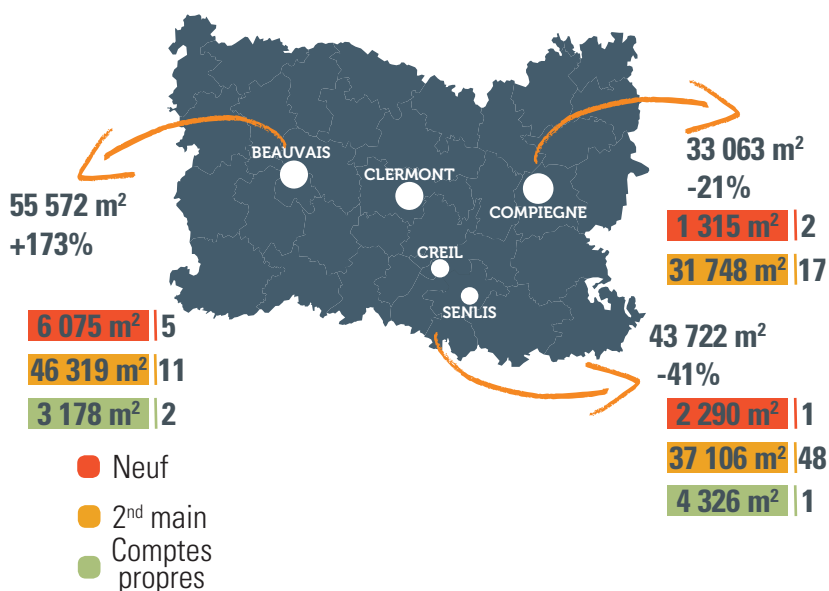 BEAUVAIS
CLERMONT
COMPIEGNE
CREIL
SENLIS
55 572 m²
+173%
6 075 m² 5
46 319 m² 11
3 178 m² 2
33 063 m²
-21%
1 315 m² 2
31 748 m² 17
43 722 m²
-41%
2 290 m² 1
37 106 m² 48
4 326 m² 1
Neuf
2nd main
Comptes
propres